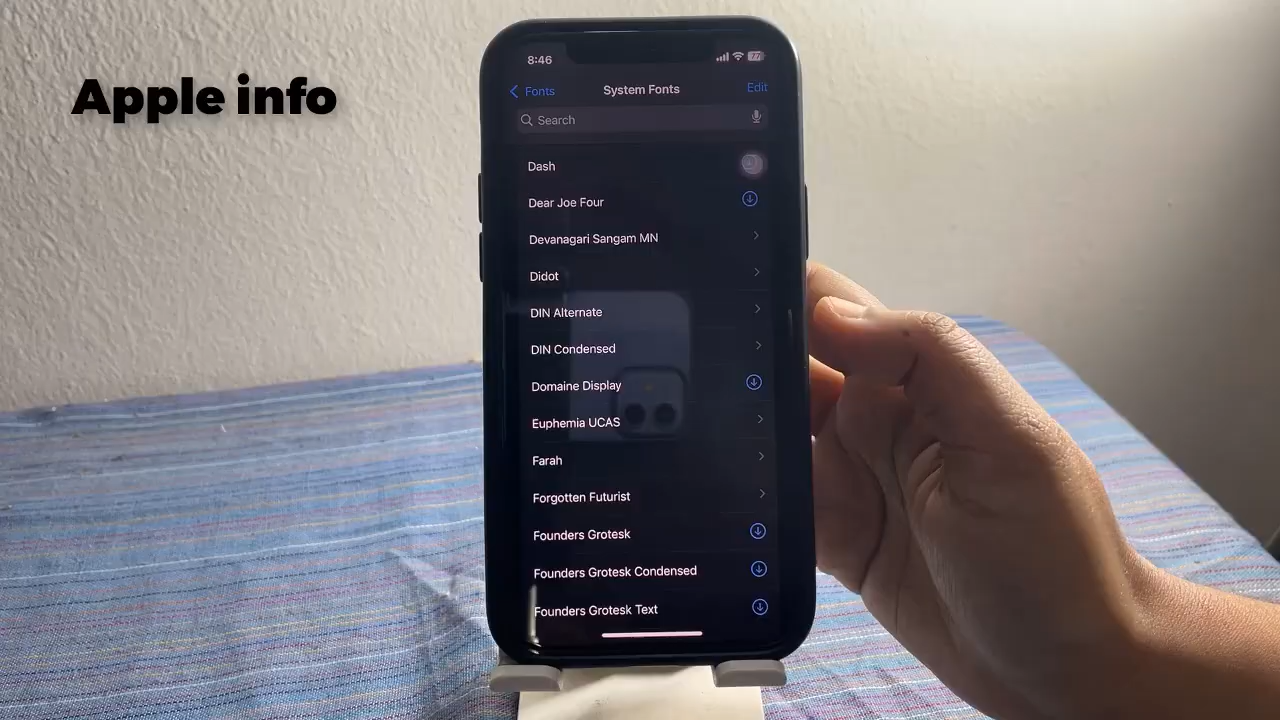 Apple info
8:46
77
Fonts
System Fonts
Edit
Search
Dash
Dear Joe Four
Devanagari Sangam MN
Didot
DIN Alternate
DIN Condensed
Domaine Display
Euphemia UCAS
Farah
Forgotten Futurist
Founders Grotesk
Founders Grotesk Condensed
Founders Grotesk Text